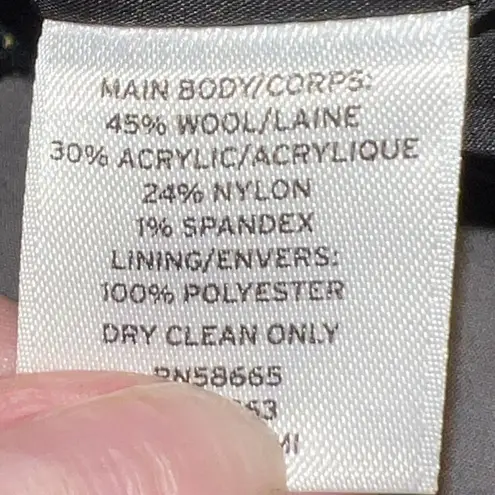 MAIN BODY/CORPS:
45% WOOL/LAINE
30% ACRYLIC/ACRYLIQUE
24% NYLON
1% SPANDEX
LINING/ENVERS:
100% POLYESTER
DRY CLEAN ONLY
RN58665